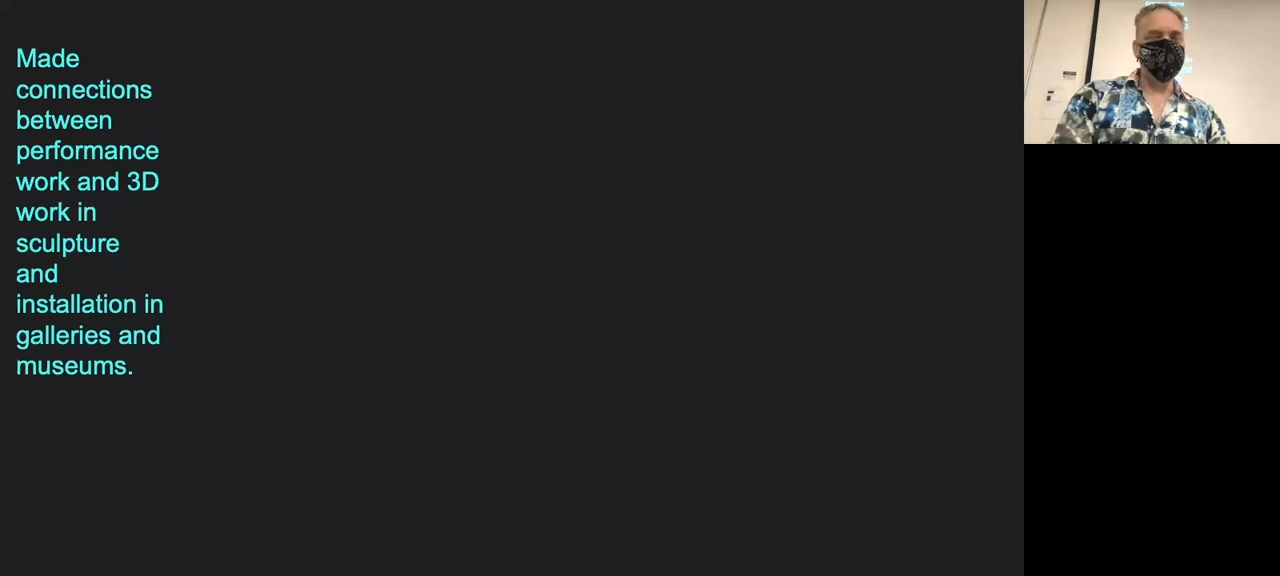 Made
connections
between
performance
work and 3D
work in
sculpture
and
installation in
galleries and
museums.